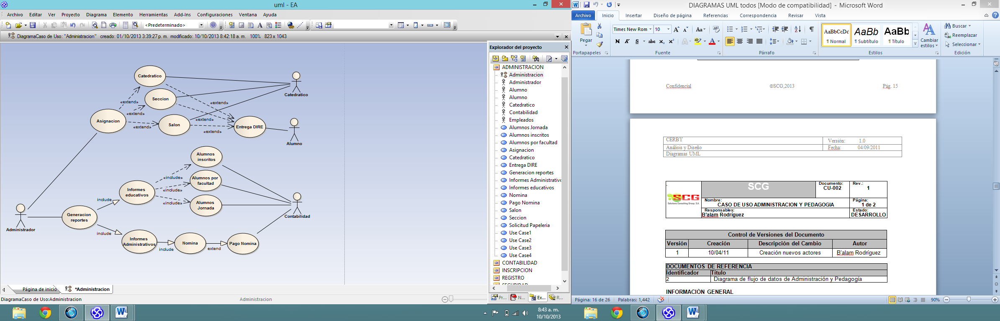 uml - EA
Archivo Editar Ver Proyecto Diagrama Elemento Herramientas Add-Ins Configuraciones Ventana Ayuda
<Predeterminado>
DiagramaCaso de Uso: "Administracion" creado: 01/10/2013 3:39:27 p. m. modificado: 10/10/2013 8:42:18 a. m. 100% 823 x 1043
Catedratico
Seccion
Asignacion
Salon
Entrega DIRE
«extend»
«extend»
«extend»
«extend»
«extend»
«extend»
Catedratico
Alumno
Alumnos
inscritos
Alumnos por
facultad
Alumnos
Jornada
Informes
educativos
«include»
«include»
«include»
include
Generacion
reportes
Administrador
include
Informes
Administrativos
include
Nomina
extend
Pago Nomina
Contabilidad
Explorador del proyecto
ADMINISTRACION
Administracion
Administrador
Alumno
Alumno
Catedratico
Contabilidad
Empleados
Alumnos Jornada
Alumnos inscritos
Alumnos por facultad
Asignacion
Catedratico
Entrega DIRE
Generacion reportes
Informes Administrativo
Informes educativos
Nomina
Pago Nomina
Salon
Seccion
Solicitud Papeleria
Use Case1
Use Case2
Use Case3
Use Case4
CONTABILIDAD
INSCRIPCION
REGISTRO
Pr... N... Ex... R...
Página de inicio *Administracion
DiagramaCaso de Uso:Administracion Administracion
8:43 a. m.
10/10/2013
DIAGRAMAS UML todos [Modo de compatibilidad] - Microsoft Word
Archivo Inicio Insertar Diseño de página Referencias Correspondencia Revisar Vista
Pegar
Portapapeles
Times New Rom 10
N K S abc x₂ x²
Fuente
Párrafo
AaBbCcDd AaBb AaBb
¶ Normal ¶ Subtítulo ¶ Título
Cambiar
estilos
Estilos
Buscar
Reemplazar
Seleccionar
Edición
Confidencial ©SCG,2013 Pág. 15
CERBY Versión: 1.0
Análisis y Diseño Fecha: 04/09/2011
Diagramas UML
SCG
Solutions Consulting Group, S.A.
SCG
Documento:
CU-002
Rev.:
1
Nombre:
CASO DE USO ADMINISTRACION Y PEDAGOGIA
Página:
1 de 2
Responsables:
B'alam Rodríguez
Estado:
DESARROLLO
Control de Versiones del Documento
Versión Creación Descripción del Cambio Autor
1 10/04/11 Creación nuevos actores B'alam Rodríguez
DOCUMENTOS DE REFERENCIA
Identificador Título
2 Diagrama de flujo de datos de Administración y Pedagogía
INFORMACIÓN GENERAL
Página: 16 de 26 Palabras: 1,442 90%